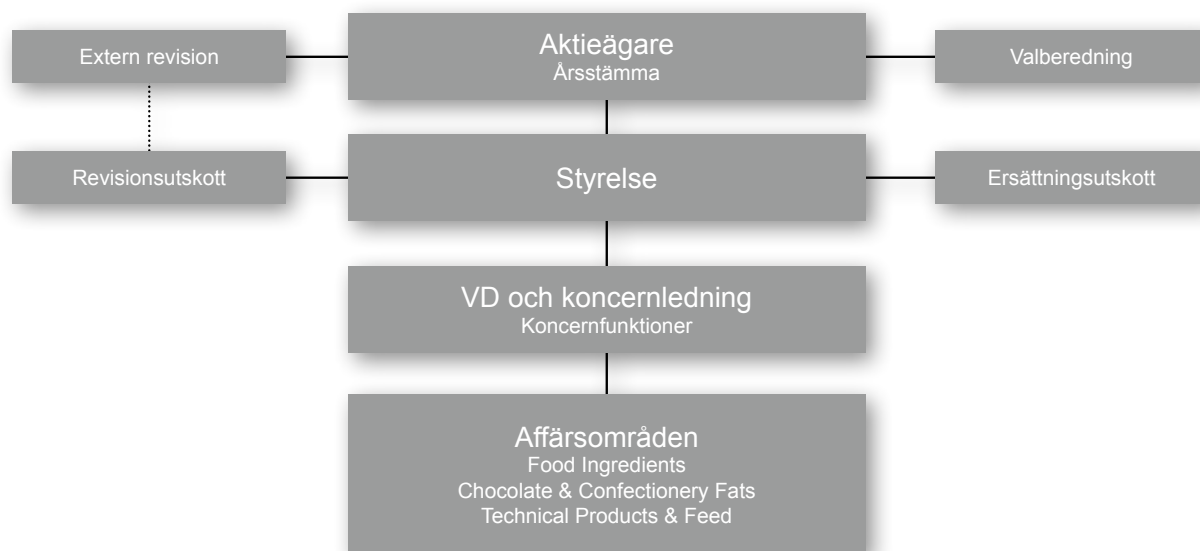 Extern revision
Aktieägare
Årsstämma
Valberedning
Revisionsutskott
Styrelse
Ersättningsutskott
VD och koncernledning
Koncernfunktioner
Affärsområden
Food Ingredients
Chocolate & Confectionery Fats
Technical Products & Feed